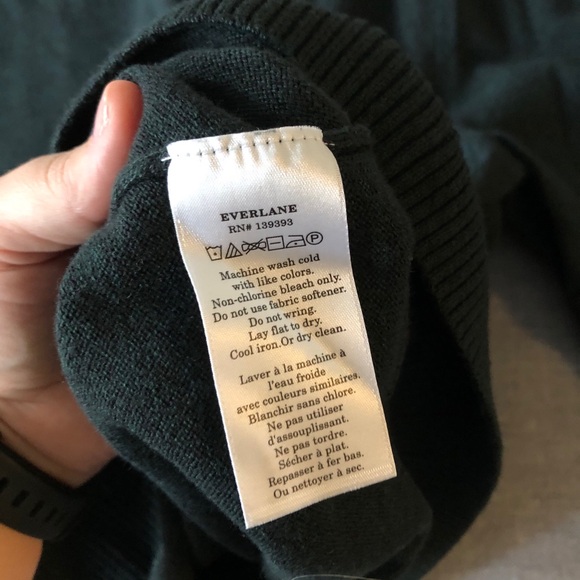 EVERLANE
RN# 139393
Machine wash cold
with like colors.
Non-chlorine bleach only.
Do not use fabric softener.
Do not wring.
Lay flat to dry.
Cool iron.Or dry clean.
Laver à la machine à
l'eau froide
avec couleurs similaires.
Blanchir sans chlore.
Ne pas utiliser
d'assouplissant.
Ne pas tordre.
Sécher à plat.
Repasser à fer bas.
Ou nettoyer à sec.